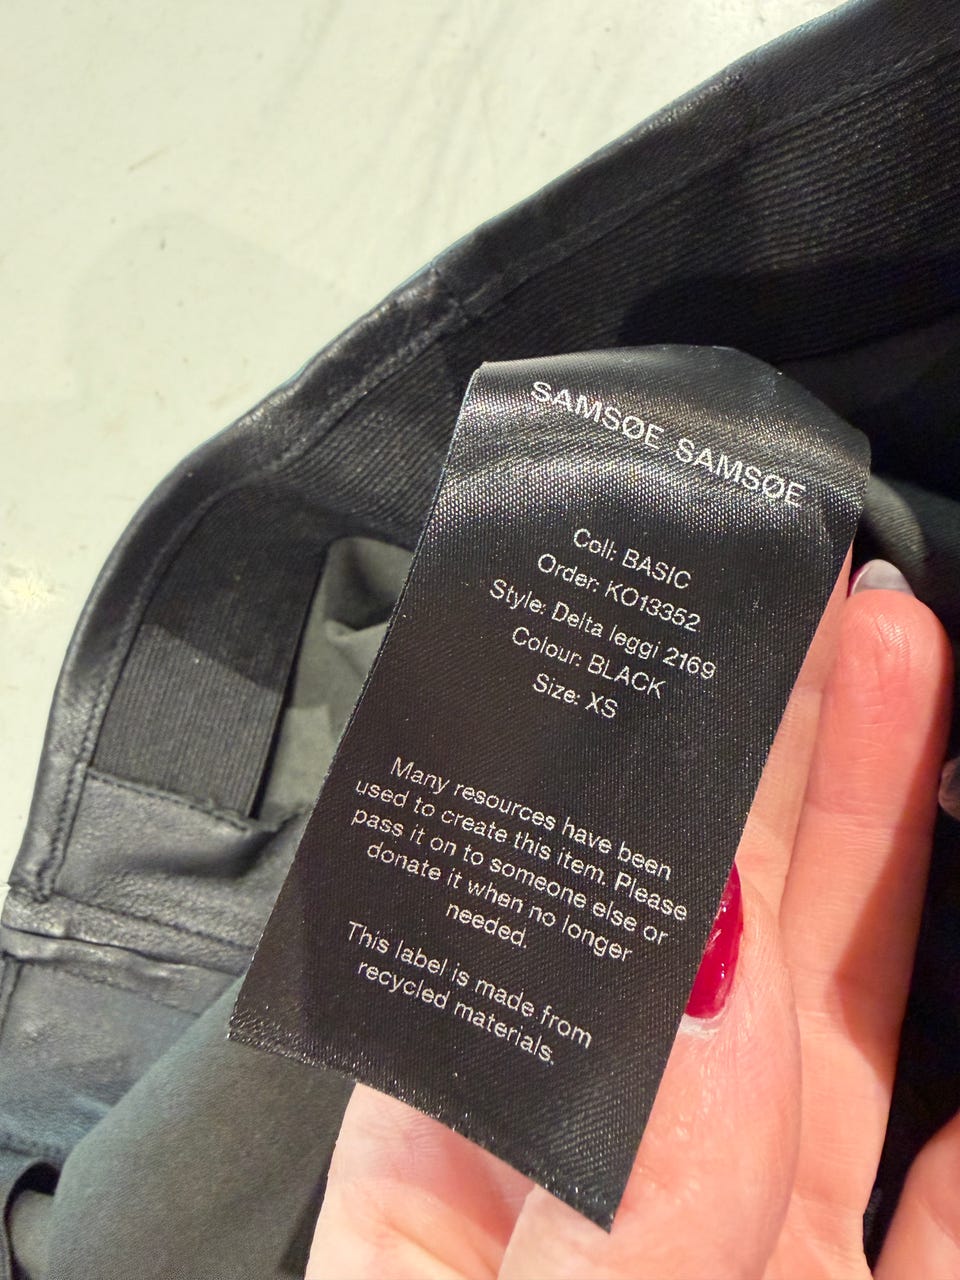 SAMSØE SAMSØE
Coll: BASIC
Order: KO13352
Style: Delta leggi 2169
Colour: BLACK
Size: XS
Many resources have been
used to create this item. Please
pass it on to someone else or
donate it when no longer
needed.
This label is made from
recycled materials.